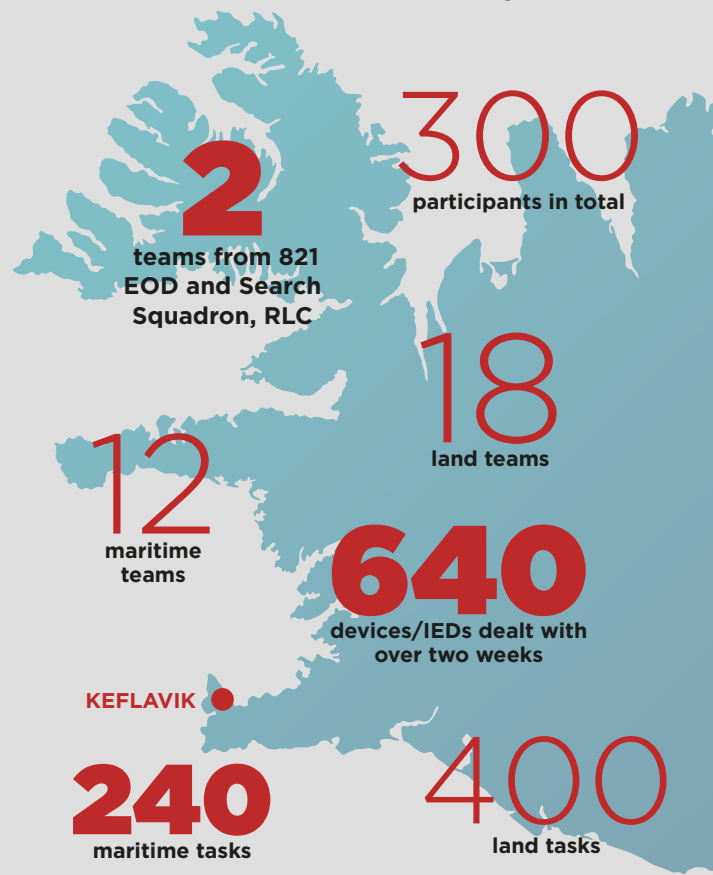 300
participants in total
2
teams from 821
EOD and Search
Squadron, RLC
18
land teams
12
maritime
teams
640
devices/IEDs dealt with
over two weeks
KEFLAVIK
240
maritime tasks
400
land tasks